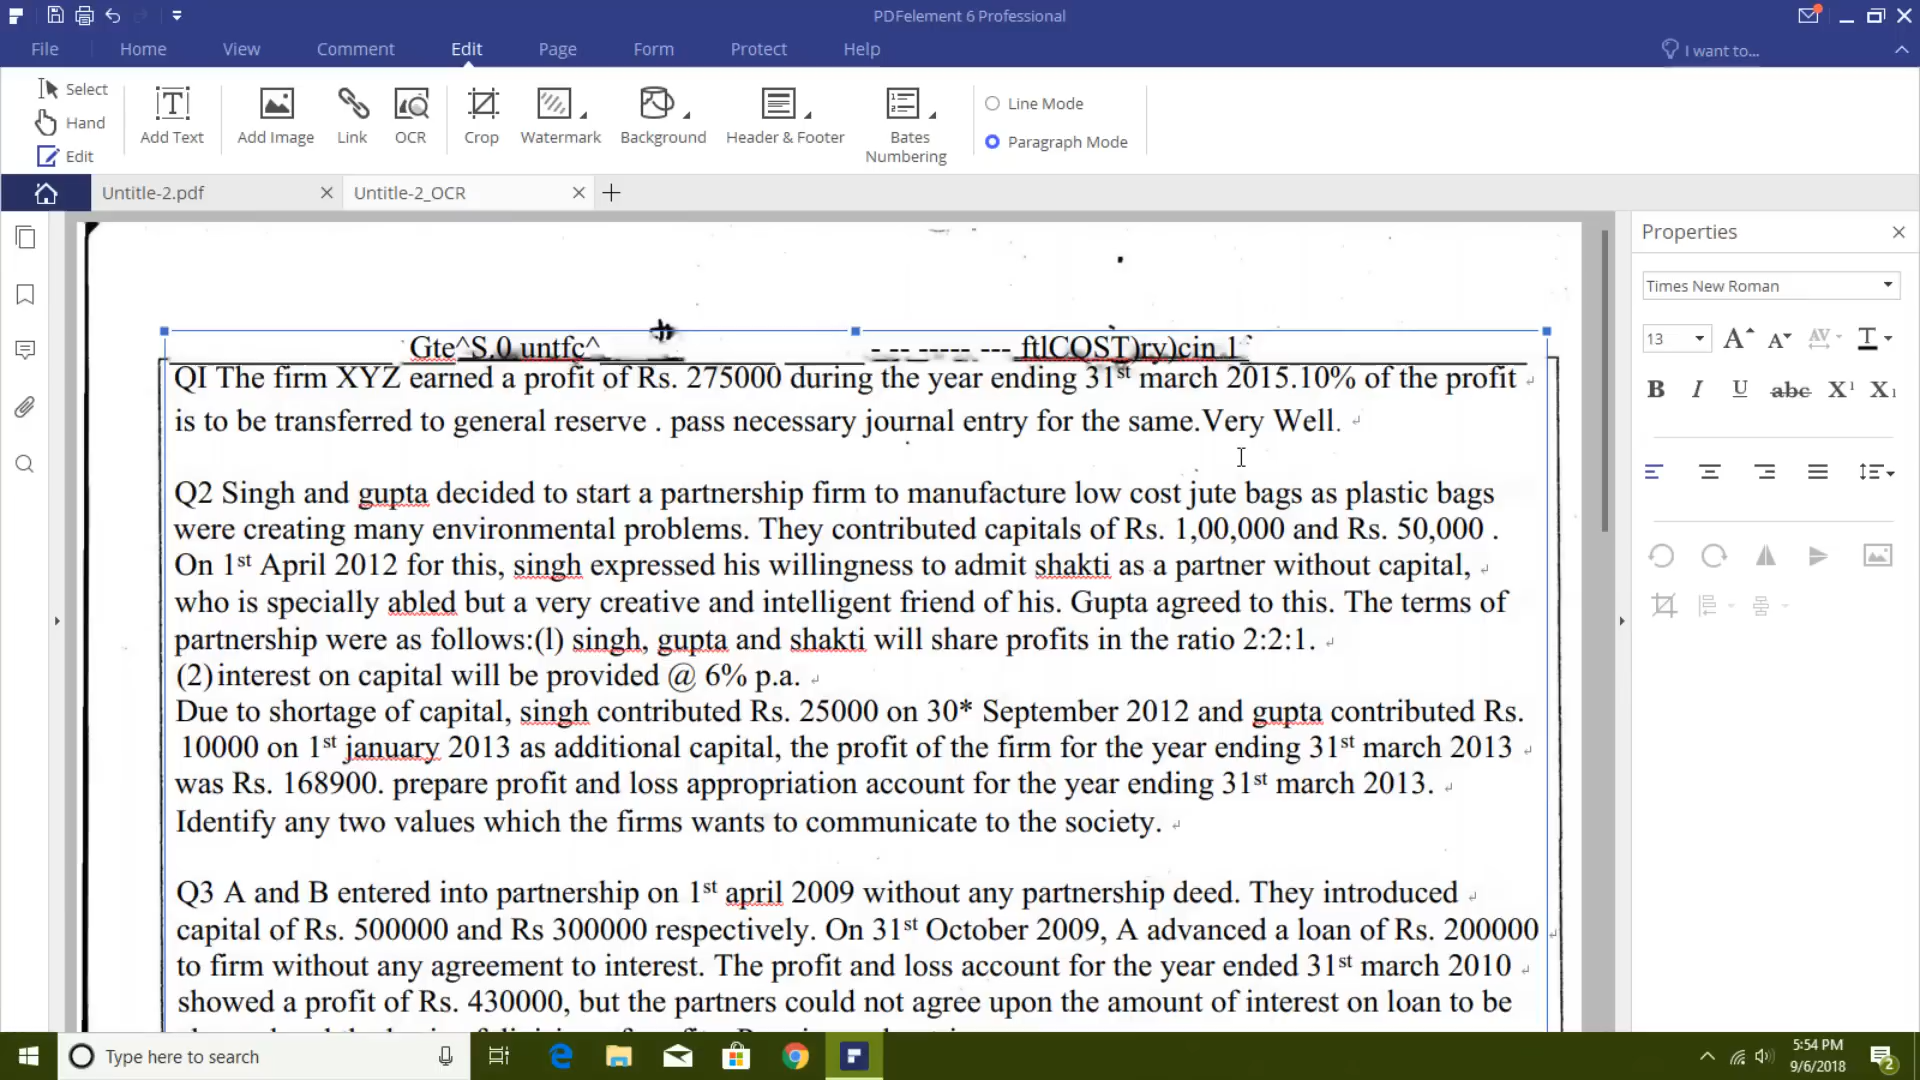 PDFelement 6 Professional
File Home View Comment Edit Page Form Protect Help I want to...
Select
Hand
Edit
Add Text Add Image Link OCR Crop Watermark Background Header & Footer Bates Numbering
Line Mode
Paragraph Mode
Untitle-2.pdf Untitle-2_OCR
Properties
Times New Roman
13
Gte^S.0 untfc^ - -- ----- --- ftlCOST)ry)cin 1`
QI The firm XYZ earned a profit of Rs. 275000 during the year ending 31st march 2015.10% of the profit
is to be transferred to general reserve . pass necessary journal entry for the same.Very Well.
Q2 Singh and gupta decided to start a partnership firm to manufacture low cost jute bags as plastic bags
were creating many environmental problems. They contributed capitals of Rs. 1,00,000 and Rs. 50,000 .
On 1st April 2012 for this, singh expressed his willingness to admit shakti as a partner without capital,
who is specially abled but a very creative and intelligent friend of his. Gupta agreed to this. The terms of
partnership were as follows:(l) singh, gupta and shakti will share profits in the ratio 2:2:1.
(2) interest on capital will be provided @ 6% p.a.
Due to shortage of capital, singh contributed Rs. 25000 on 30* September 2012 and gupta contributed Rs.
10000 on 1st january 2013 as additional capital, the profit of the firm for the year ending 31st march 2013
was Rs. 168900. prepare profit and loss appropriation account for the year ending 31st march 2013.
Identify any two values which the firms wants to communicate to the society.
Q3 A and B entered into partnership on 1st april 2009 without any partnership deed. They introduced
capital of Rs. 500000 and Rs 300000 respectively. On 31st October 2009, A advanced a loan of Rs. 200000
to firm without any agreement to interest. The profit and loss account for the year ended 31st march 2010
showed a profit of Rs. 430000, but the partners could not agree upon the amount of interest on loan to be
Type here to search
5:54 PM
9/6/2018
2